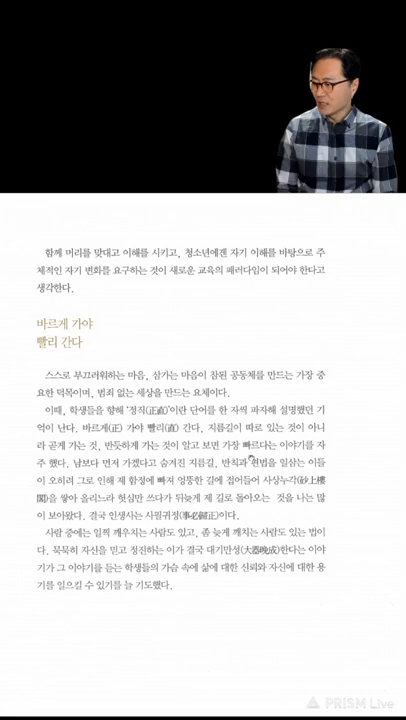 함께 머리를 맞대고 이해를 시키고, 청소년에겐 자기 이해를 바탕으로 주
체적인 자기 변화를 요구하는 것이 새로운 교육의 패러다임이 되어야 한다고
생각한다.
바르게 가야
빨리 간다
스스로 부끄러워하는 마음, 삼가는 마음이 참된 공동체를 만드는 가장 중
요한 덕목이며, 범죄 없는 세상을 만드는 요체이다.
이때, 학생들을 향해 '정직(正直)'이란 단어를 한 자씩 파자해 설명했던 기
억이 난다. 바르게(正) 가야 빨리(直) 간다. 지름길이 따로 있는 것이 아니
라 곧게 가는 것, 반듯하게 가는 것이 알고 보면 가장 빠르다는 이야기를 자
주 했다. 남보다 먼저 가겠다고 숨겨진 지름길, 반칙과 편법을 일삼는 이들
이 오히려 그로 인해 제 함정에 빠져 엉뚱한 길에 접어들어 사상누각(砂上樓
閣)을 쌓아 올리느라 헛심만 쓰다가 뒤늦게 제 길로 돌아오는 것을 나는 많
이 보아왔다. 결국 인생사는 사필귀정(事必歸正)이다.
사람 중에는 일찍 깨우치는 사람도 있고, 좀 늦게 깨치는 사람도 있는 법이
다. 묵묵히 자신을 믿고 정진하는 이가 결국 대기만성(大器晩成)한다는 이야
기가 그 이야기를 듣는 학생들의 가슴 속에 삶에 대한 신뢰와 자신에 대한 용
기를 일으킬 수 있기를 늘 기도했다.
PRISM Live